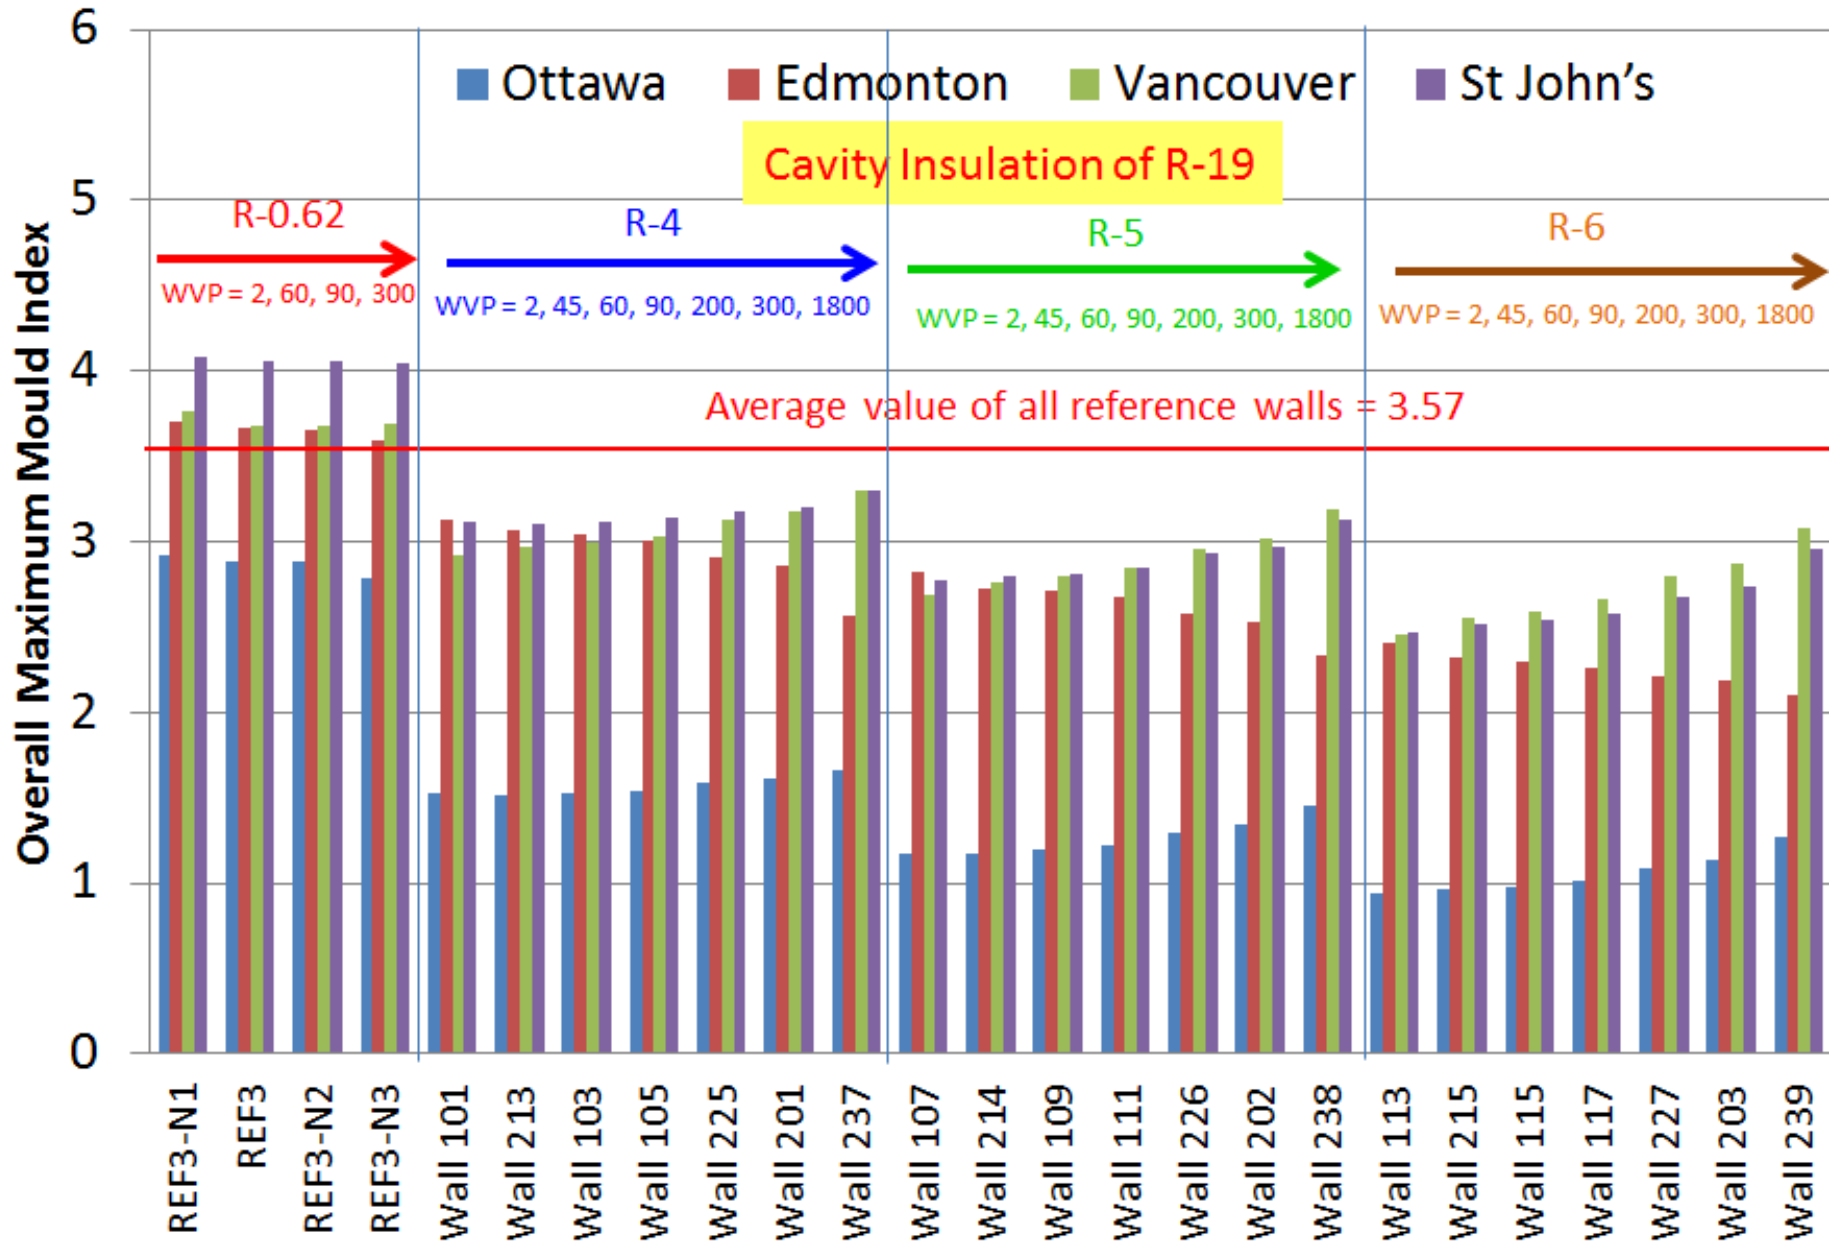 6
5
4
3
2
1
0
Overall Maximum Mould Index
Ottawa Edmonton Vancouver St John's
Cavity Insulation of R-19
R-0.62
WVP = 2, 60, 90, 300
R-4
WVP = 2, 45, 60, 90, 200, 300, 1800
R-5
WVP = 2, 45, 60, 90, 200, 300, 1800
R-6
WVP = 2, 45, 60, 90, 200, 300, 1800
Average value of all reference walls = 3.57
REF3-N1
REF3
REF3-N2
REF3-N3
Wall 101
Wall 213
Wall 103
Wall 105
Wall 225
Wall 201
Wall 237
Wall 107
Wall 214
Wall 109
Wall 111
Wall 226
Wall 202
Wall 238
Wall 113
Wall 215
Wall 115
Wall 117
Wall 227
Wall 203
Wall 239